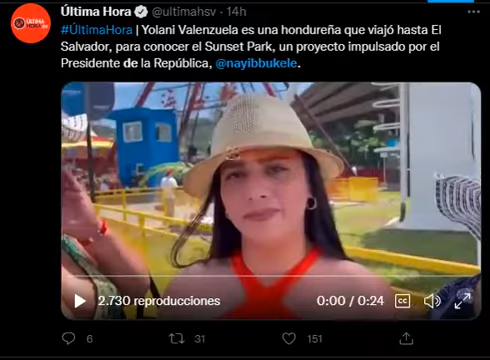 Última Hora @ultimahsv · 14h
#ÚltimaHora | Yolani Valenzuela es una hondureña que viajó hasta El
Salvador, para conocer el Sunset Park, un proyecto impulsado por el
Presidente de la República, @nayibbukele.
2.730 reproducciones 0:00 / 0:24 CC
6 31 151